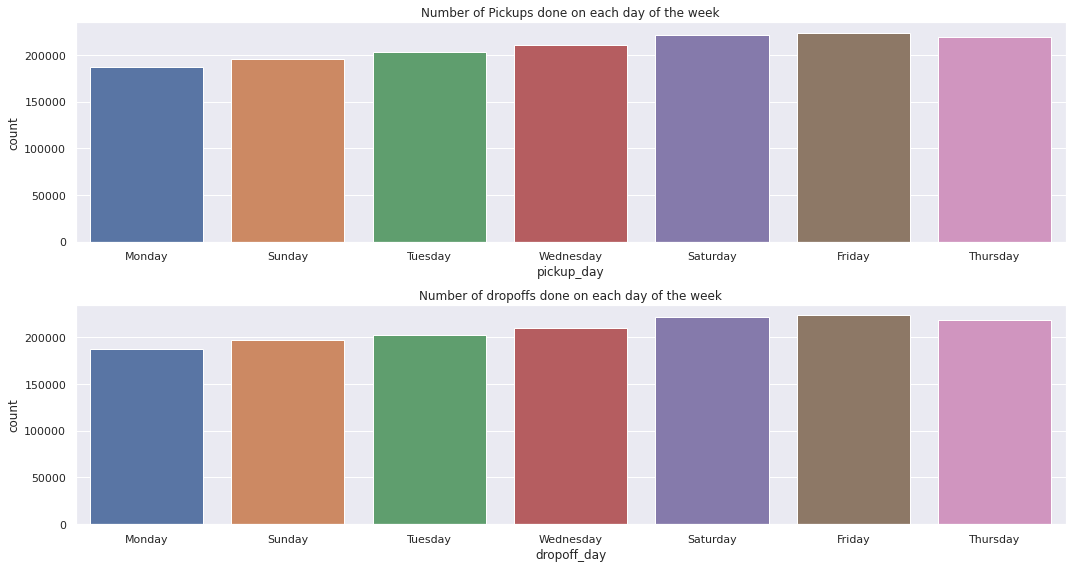 Number of Pickups done on each day of the week
200000
150000
100000
50000
0
count
Monday Sunday Tuesday Wednesday Saturday Friday Thursday
pickup_day
Number of dropoffs done on each day of the week
200000
150000
100000
50000
0
count
Monday Sunday Tuesday Wednesday Saturday Friday Thursday
dropoff_day